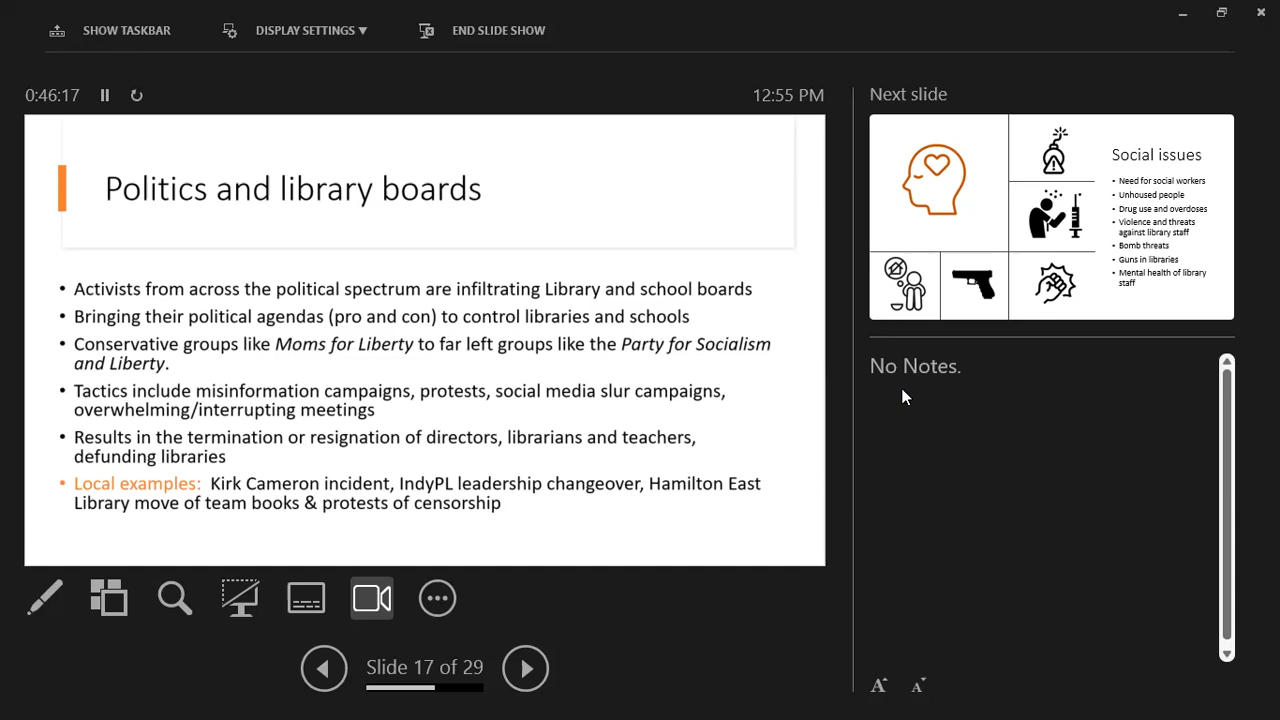 SHOW TASKBAR
DISPLAY SETTINGS ▼
END SLIDE SHOW
0:46:17
12:55 PM
Politics and library boards
• Activists from across the political spectrum are infiltrating Library and school boards
• Bringing their political agendas (pro and con) to control libraries and schools
• Conservative groups like Moms for Liberty to far left groups like the Party for Socialism
and Liberty.
• Tactics include misinformation campaigns, protests, social media slur campaigns,
overwhelming/interrupting meetings
• Results in the termination or resignation of directors, librarians and teachers,
defunding libraries
• Local examples: Kirk Cameron incident, IndyPL leadership changeover, Hamilton East
Library move of team books & protests of censorship
Slide 17 of 29
Next slide
Social issues
• Need for social workers
• Unhoused people
• Drug use and overdoses
• Violence and threats
against library staff
• Bomb threats
• Guns in libraries
• Mental health of library
staff
No Notes.
A A